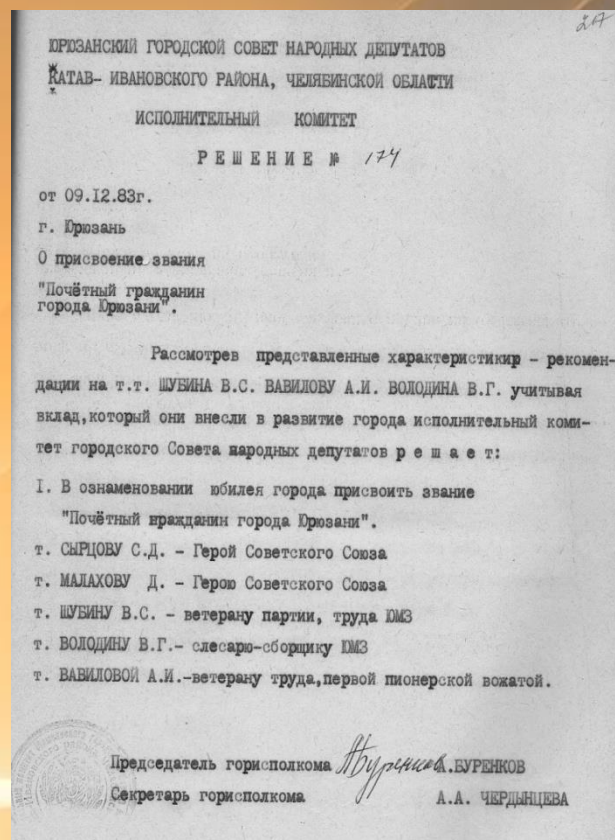 27
ЮРЮЗАНСКИЙ ГОРОДСКОЙ СОВЕТ НАРОДНЫХ ДЕПУТАТОВ
КАТАВ- ИВАНОВСКОГО РАЙОНА, ЧЕЛЯБИНСКОЙ ОБЛАСТИ
ИСПОЛНИТЕЛЬНЫЙ КОМИТЕТ
Р Е Ш Е Н И Е № 174
от 09.12.83г.
г. Юрюзань
О присвоение звания
"Почётный гражданин
города Юрюзани".
Рассмотрев представленные характеристикир - рекомен-
дации на т.т. ШУБИНА В.С. ВАВИЛОВУ А.И. ВОЛОДИНА В.Г. учитывая
вклад,который они внесли в развитие города исполнительный коми-
тет городского Совета народных депутатов р е ш а е т:
I. В ознаменовании юбилея города присвоить звание
"Почётный нражданин города Юрюзани".
т. СЫРЦОВУ С.Д. - Герой Советского Союза
т. МАЛАХОВУ Д. - Герою Советского Союза
т. ШУБИНУ В.С. - ветерану партии, труда ЮМЗ
т. ВОЛОДИНУ В.Г.- слесарю-сборщику ЮМЗ
т. ВАВИЛОВОЙ А.И.-ветерану труда,первой пионерской вожатой.
Председатель горисполкома А.БУРЕНКОВ
Секретарь горисполкома А.А. ЧЕРДЫНЦЕВА